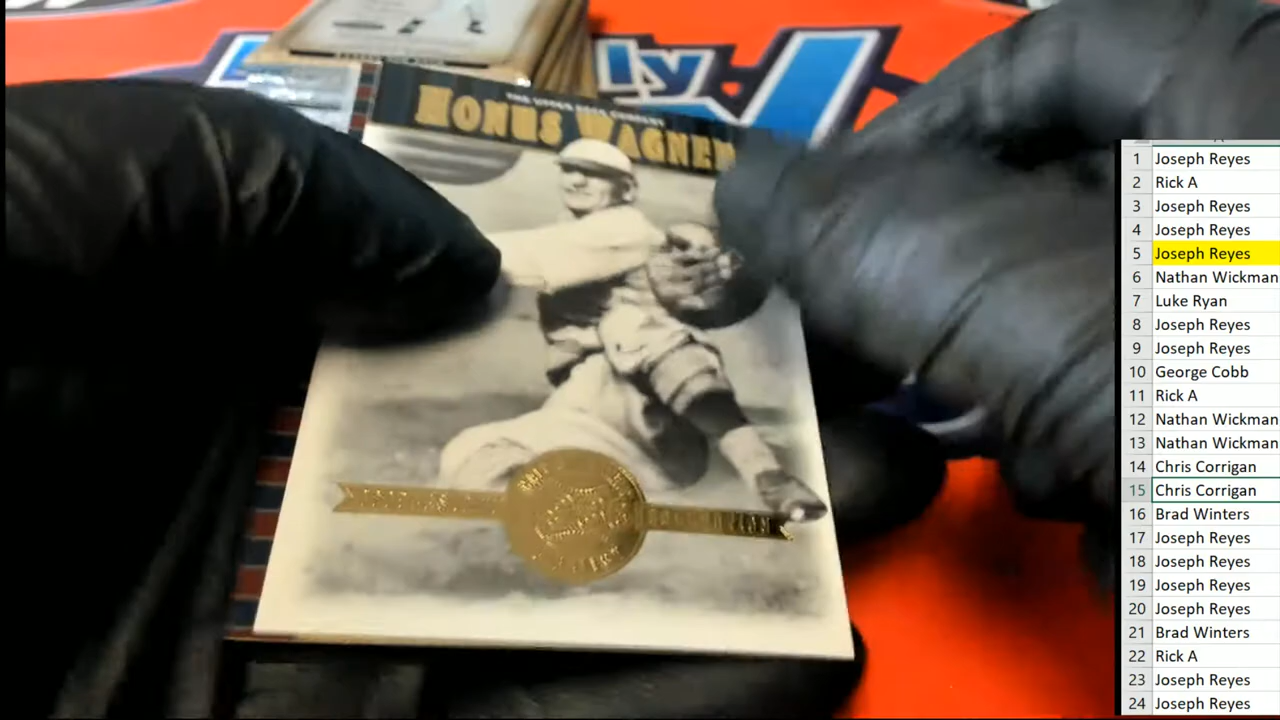 ly
THE UPPER DECK COMPANY
HONUS WAGNER
1 Joseph Reyes
2 Rick A
3 Joseph Reyes
4 Joseph Reyes
5 Joseph Reyes
6 Nathan Wickman
7 Luke Ryan
8 Joseph Reyes
9 Joseph Reyes
10 George Cobb
11 Rick A
12 Nathan Wickman
13 Nathan Wickman
14 Chris Corrigan
15 Chris Corrigan
16 Brad Winters
17 Joseph Reyes
18 Joseph Reyes
19 Joseph Reyes
20 Joseph Reyes
21 Brad Winters
22 Rick A
23 Joseph Reyes
24 Joseph Reyes